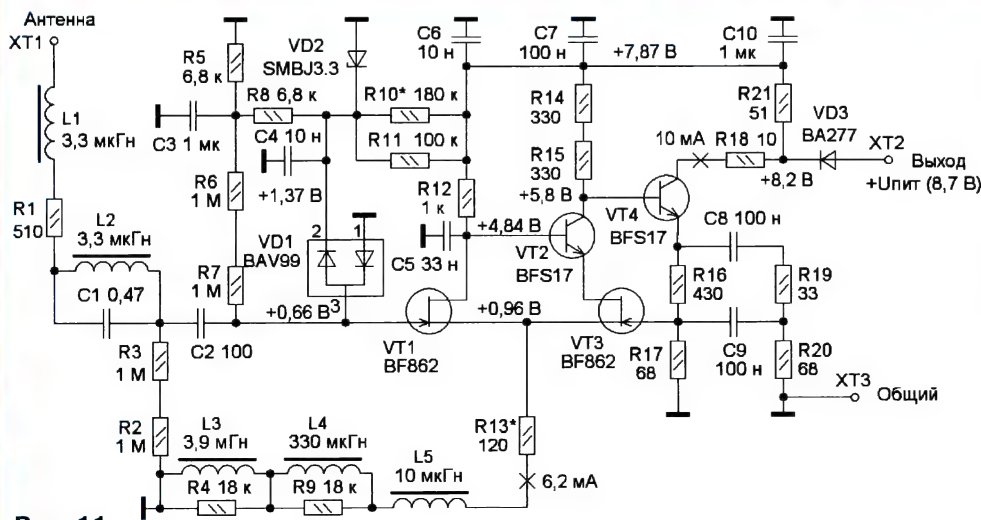 Антенна
XT1
L1
3,3 мкГн
R1
510
L2
3,3 мкГн
C1 0,47
R3
1 М
R2
1 М
R5
6,8 к
C3 1 мк
R6
1 М
R7
1 М
C2 100
R8 6,8 к
C4 10 н
+1,37 В
VD2
SMBJ3.3
VD1
BAV99
2
1
3
+0,66 В
R10* 180 к
R11
100 к
C6
10 н
R12
1 к
C5 33 н
+4,84 В
VT1
BF862
+0,96 В
C7
100 н
+7,87 В
R14
330
R15
330
+5,8 В
VT2
BFS17
VT3
BF862
C10
1 мк
R21
51
VD3
BA277
XT2
Выход
+Uпит (8,7 В)
10 мА
R18 10
+8,2 В
VT4
BFS17
C8 100 н
R16
430
R19
33
R17
68
C9
100 н
R20
68
XT3
Общий
R13*
120
6,2 мА
L3
3,9 мГн
L4
330 мкГн
L5
10 мкГн
R4 18 к
R9 18 к